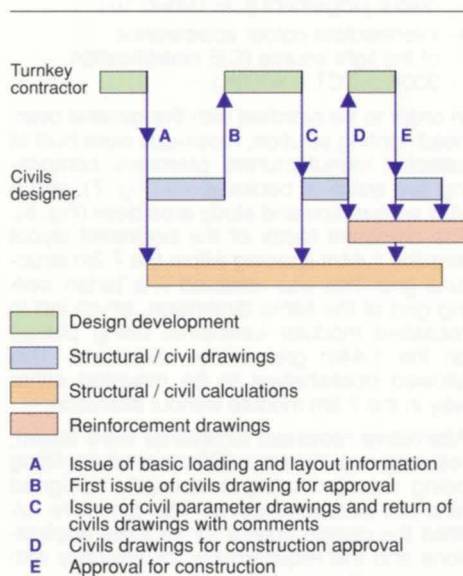 Turnkey
contractor
A B C D E
Civils
designer
Design development
Structural / civil drawings
Structural / civil calculations
Reinforcement drawings
A Issue of basic loading and layout information
B First issue of civils drawing for approval
C Issue of civil parameter drawings and return of
civils drawings with comments
D Civils drawings for construction approval
E Approval for construction